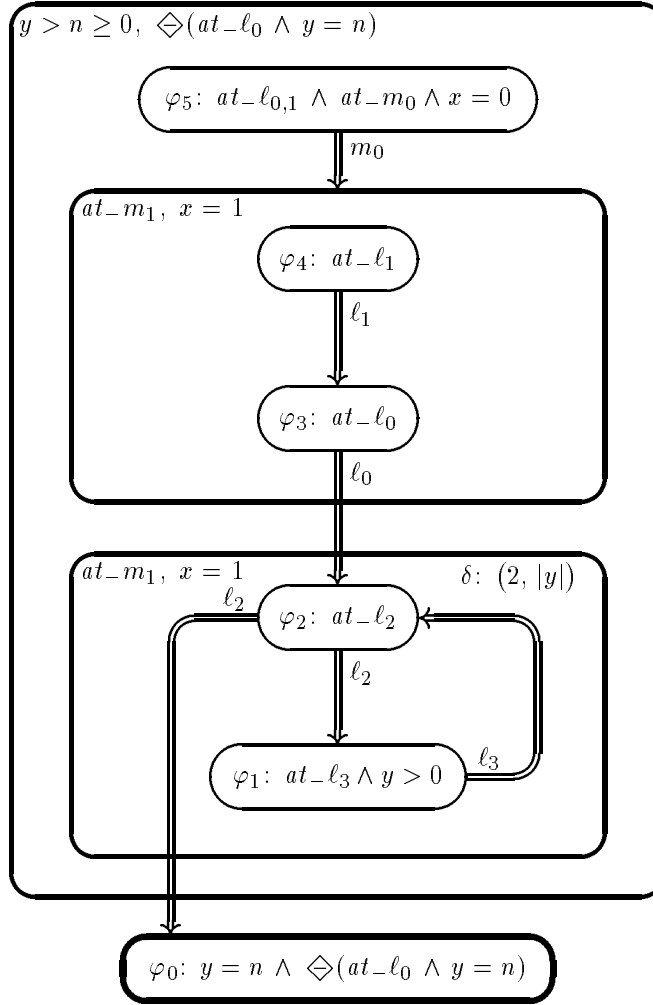 y > n ≥ 0, ⟐(at_ℓ₀ ∧ y = n)
φ₅: at_ℓ₀,₁ ∧ at_m₀ ∧ x = 0
m₀
at_m₁, x = 1
φ₄: at_ℓ₁
ℓ₁
φ₃: at_ℓ₀
ℓ₀
at_m₁, x = 1
δ: (2, |y|)
ℓ₂
φ₂: at_ℓ₂
ℓ₂
φ₁: at_ℓ₃ ∧ y > 0
ℓ₃
φ₀: y = n ∧ ⟐(at_ℓ₀ ∧ y = n)